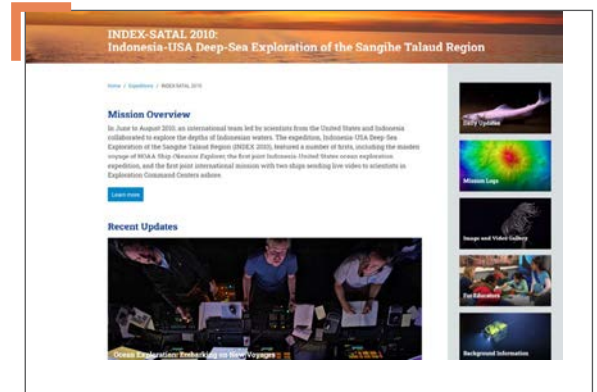 INDEX-SATAL 2010:
Indonesia-USA Deep-Sea Exploration of the Sangihe Talaud Region
Home / Expeditions / INDEX-SATAL 2010
Mission Overview
In June to August 2010, an international team led by scientists from the United States and Indonesia
collaborated to explore the depths of Indonesian waters. The expedition, Indonesia-USA Deep-Sea
Exploration of the Sangihe Talaud Region (INDEX 2010), featured a number of firsts, including the maiden
voyage of NOAA Ship Okeanos Explorer, the first joint Indonesia-United States ocean exploration
expedition, and the first joint international mission with two ships sending live video to scientists in
Exploration Command Centers ashore.
Learn more
Recent Updates
Ocean Exploration: Embarking on New Voyages
Daily Updates
Mission Logs
Image and Video Gallery
For Educators
Background Information